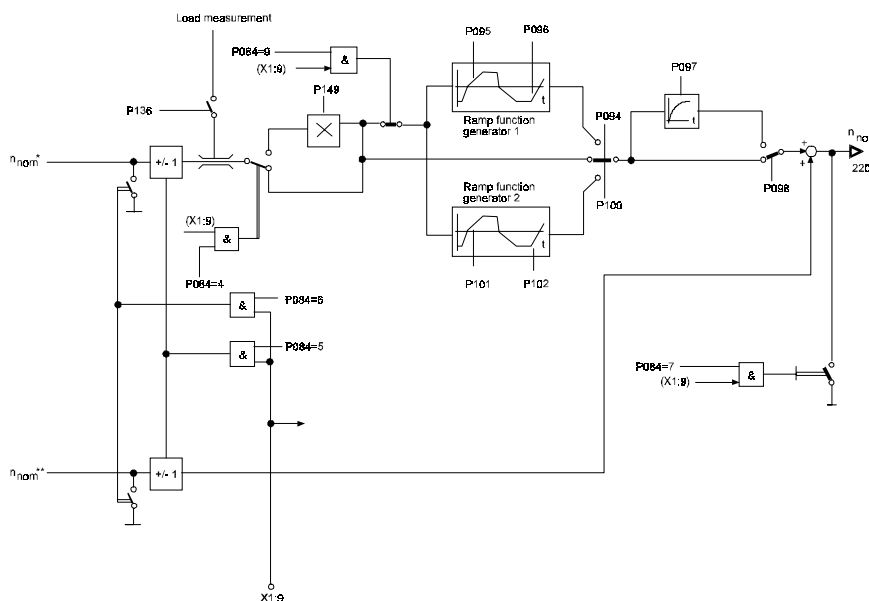 Load measurement
P095
P096
P084=9
(X1:9)
&
P149
P097
P136
t
Ramp function
generator 1
P094
t
n nom*
+/- 1
n no
P098
226
Ramp function
generator 2
P100
(X1:9)
&
t
P084=4
P101
P102
&
P084=6
&
P084=5
P084=7
(X1:9)
&
n nom**
+/- 1
+
+
X1:9